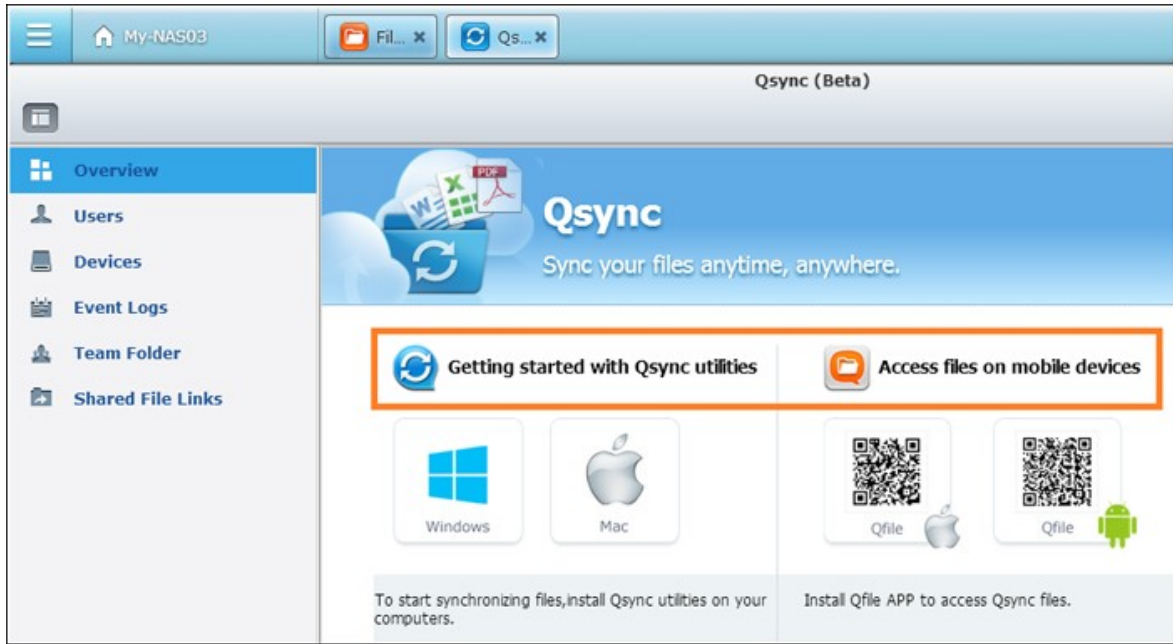 My-NAS03
Fil...
Qs...
Qsync (Beta)
Overview
Users
Devices
Event Logs
Team Folder
Shared File Links
W
X
PDF
Qsync
Sync your files anytime, anywhere.
Getting started with Qsync utilities
Access files on mobile devices
Windows
Mac
Qfile
Qfile
To start synchronizing files,install Qsync utilities on your
computers.
Install Qfile APP to access Qsync files.